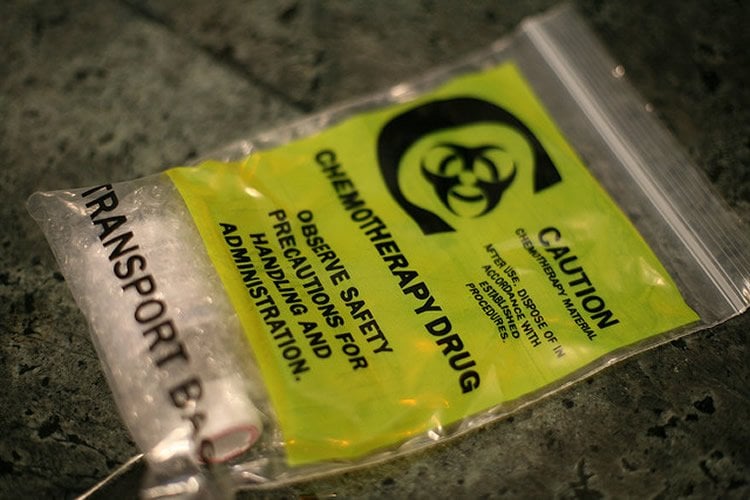 CAUTION
CHEMOTHERAPY MATERIAL
AFTER USE, DISPOSE OF IN
ACCORDANCE WITH
ESTABLISHED
PROCEDURES.
CHEMOTHERAPY DRUG
OBSERVE SAFETY
PRECAUTIONS FOR
HANDLING AND
ADMINISTRATION.
TRANSPORT BAG